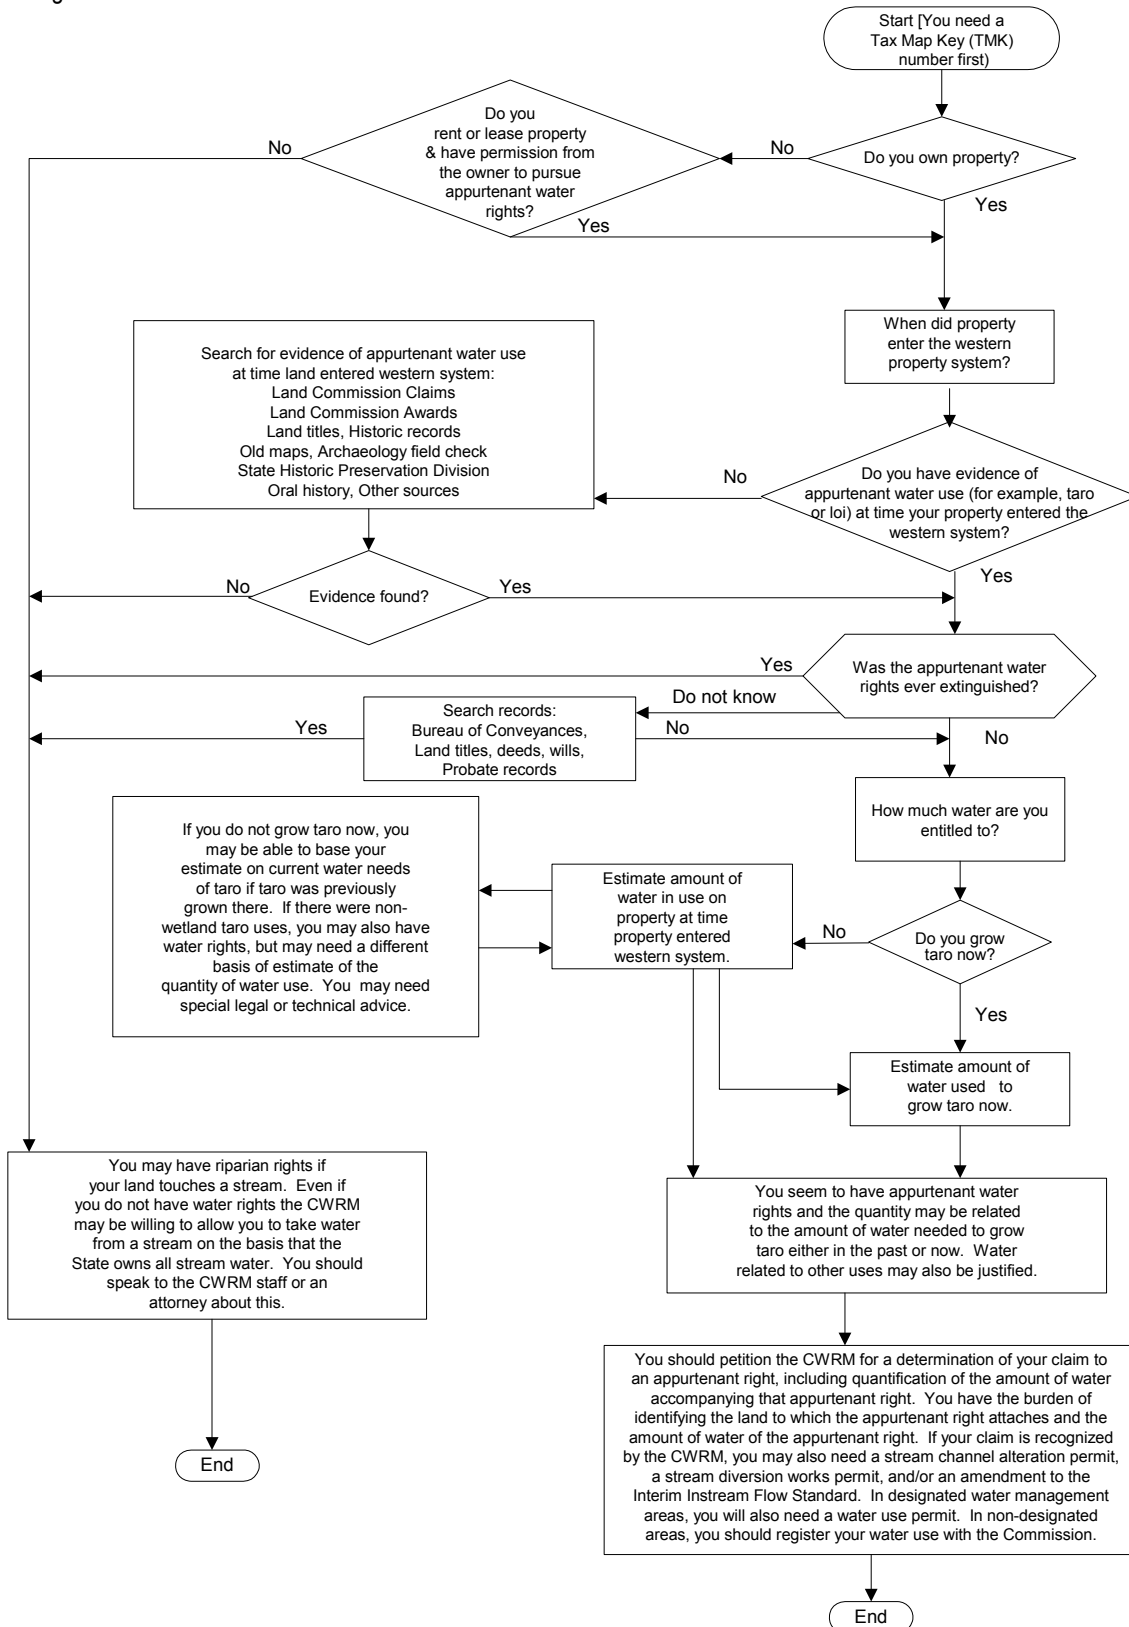 Start [You need a
Tax Map Key (TMK)
number first)
Do you own property?
No
Yes
Do you
rent or lease property
& have permission from
the owner to pursue
appurtenant water
rights?
No
Yes
When did property
enter the western
property system?
Do you have evidence of
appurtenant water use (for example, taro
or loi) at time your property entered the
western system?
No
Yes
Search for evidence of appurtenant water use
at time land entered western system:
Land Commission Claims
Land Commission Awards
Land titles, Historic records
Old maps, Archaeology field check
State Historic Preservation Division
Oral history, Other sources
Evidence found?
No
Yes
Was the appurtenant water
rights ever extinguished?
Yes
Do not know
No
Search records:
Bureau of Conveyances,
Land titles, deeds, wills,
Probate records
Yes
No
How much water are you
entitled to?
Do you grow
taro now?
No
Yes
Estimate amount of
water in use on
property at time
property entered
western system.
If you do not grow taro now, you
may be able to base your
estimate on current water needs
of taro if taro was previously
grown there. If there were non-
wetland taro uses, you may also have
water rights, but may need a different
basis of estimate of the
quantity of water use. You may need
special legal or technical advice.
Estimate amount of
water used to
grow taro now.
You may have riparian rights if
your land touches a stream. Even if
you do not have water rights the CWRM
may be willing to allow you to take water
from a stream on the basis that the
State owns all stream water. You should
speak to the CWRM staff or an
attorney about this.
End
You seem to have appurtenant water
rights and the quantity may be related
to the amount of water needed to grow
taro either in the past or now. Water
related to other uses may also be justified.
You should petition the CWRM for a determination of your claim to
an appurtenant right, including quantification of the amount of water
accompanying that appurtenant right. You have the burden of
identifying the land to which the appurtenant right attaches and the
amount of water of the appurtenant right. If your claim is recognized
by the CWRM, you may also need a stream channel alteration permit,
a stream diversion works permit, and/or an amendment to the
Interim Instream Flow Standard. In designated water management
areas, you will also need a water use permit. In non-designated
areas, you should register your water use with the Commission.
End